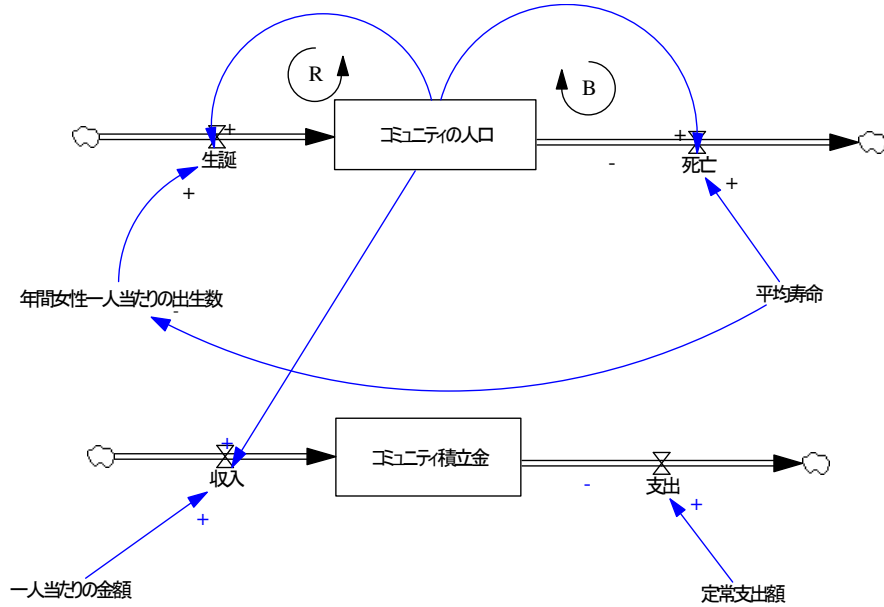 R
B
コミュニティの人口
+
生誕
+
-
死亡
+
+
年間女性一人当たりの出生数
-
平均寿命
コミュニティ積立金
+
収入
+
-
支出
+
一人当たりの金額
定常支出額